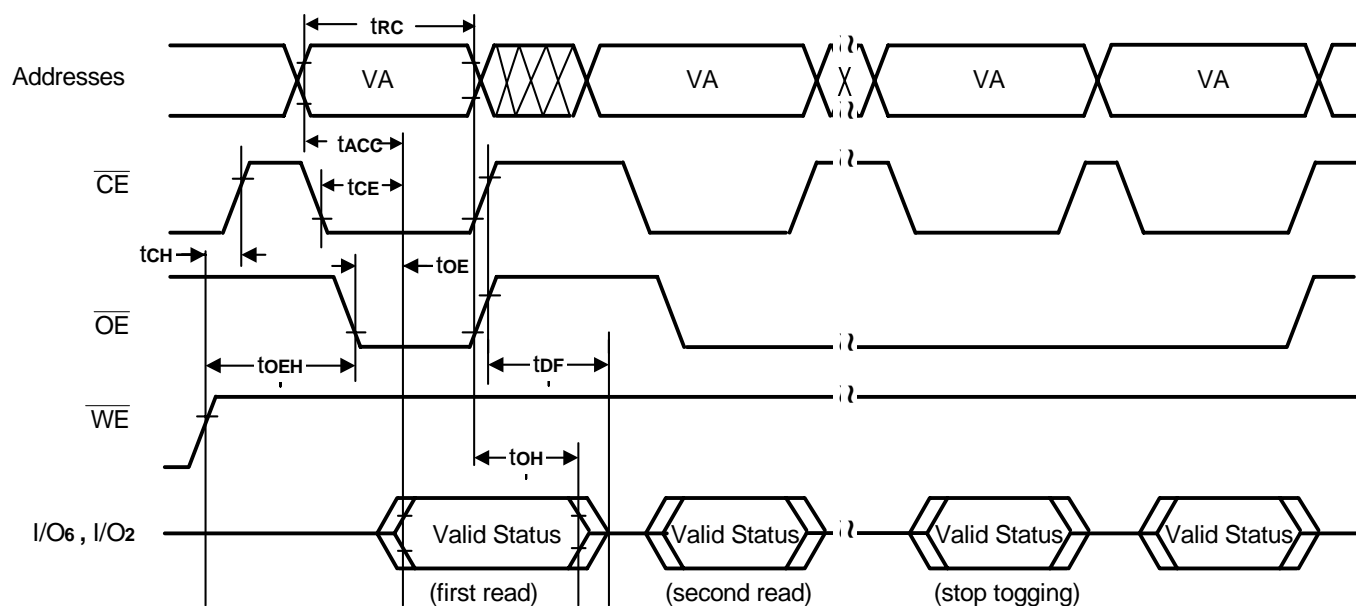 tRC
Addresses VA VA X VA VA
tACC
CE tCE
tCH tOE
OE
tOEH tDF
WE
tOH
I/O6 , I/O2 Valid Status Valid Status Valid Status Valid Status
(first read) (second read) (stop togging)